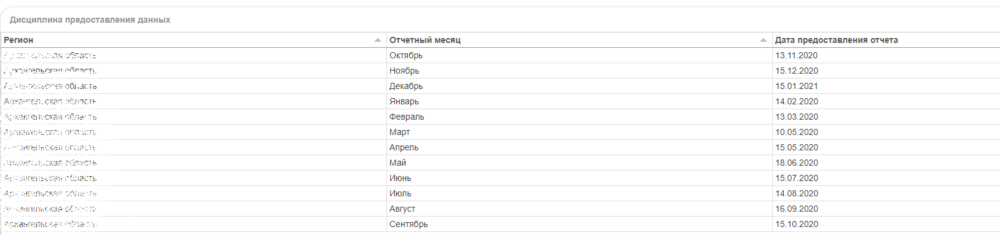 Дисциплина предоставления данных
Регион Отчетный месяц Дата предоставления отчета
Архангельская область Октябрь 13.11.2020
Архангельская область Ноябрь 15.12.2020
Архангельская область Декабрь 15.01.2021
Архангельская область Январь 14.02.2020
Архангельская область Февраль 13.03.2020
Архангельская область Март 10.05.2020
Архангельская область Апрель 15.05.2020
Архангельская область Май 18.06.2020
Архангельская область Июнь 15.07.2020
Архангельская область Июль 14.08.2020
Архангельская область Август 16.09.2020
Архангельская область Сентябрь 15.10.2020